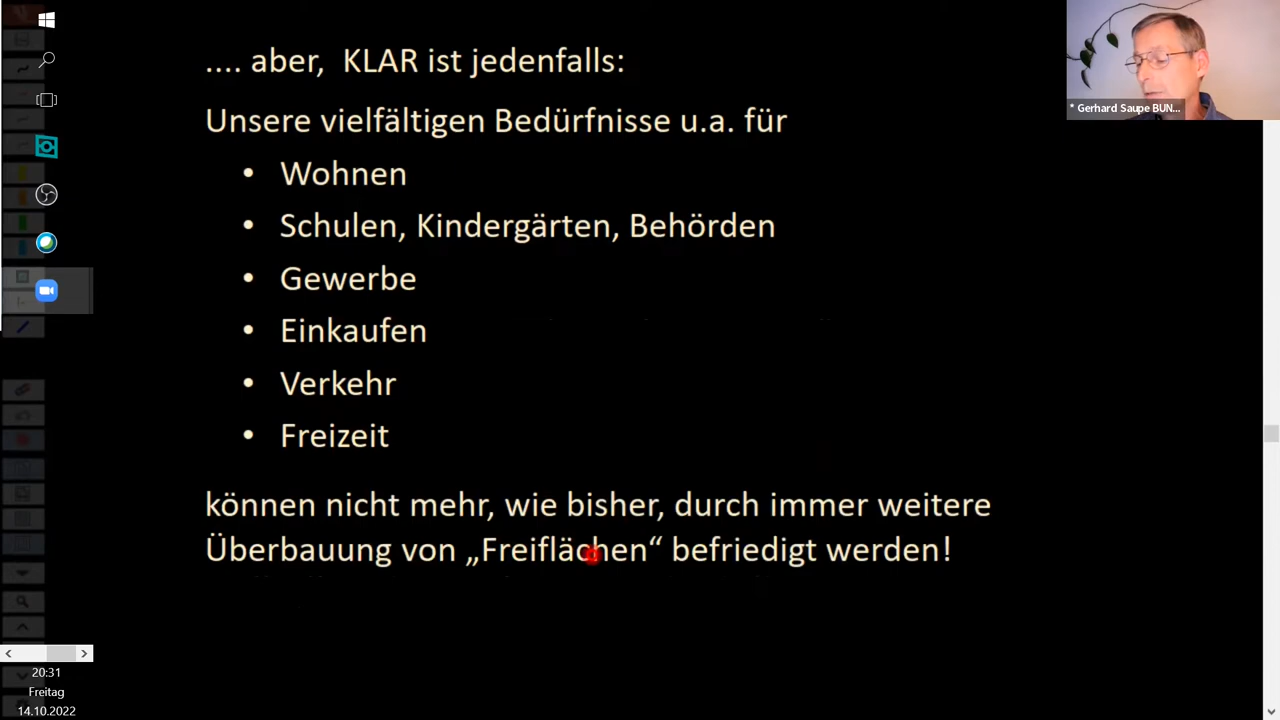 .... aber, KLAR ist jedenfalls:
Unsere vielfältigen Bedürfnisse u.a. für
• Wohnen
• Schulen, Kindergärten, Behörden
• Gewerbe
• Einkaufen
• Verkehr
• Freizeit
können nicht mehr, wie bisher, durch immer weitere
Überbauung von „Freiflächen“ befriedigt werden!
* Gerhard Saupe BUN...
20:31
Freitag
14.10.2022